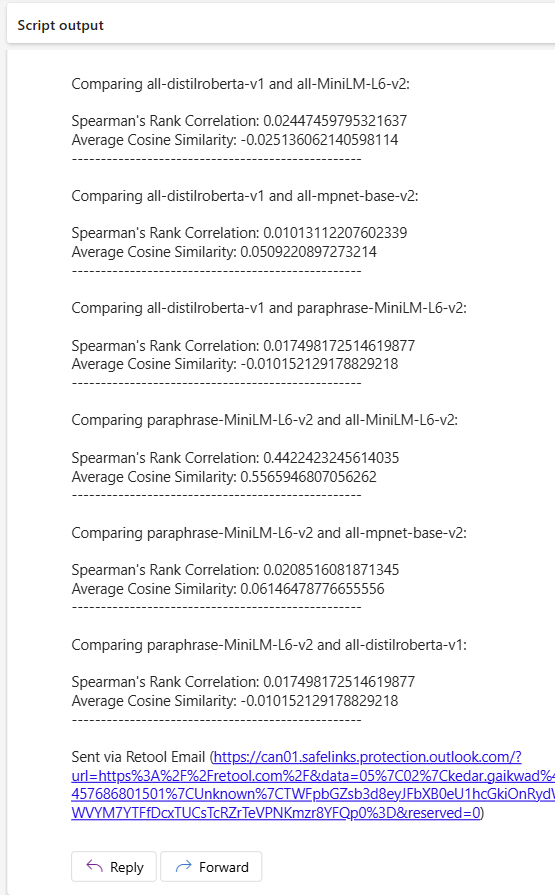 Script output
Comparing all-distilroberta-v1 and all-MiniLM-L6-v2:
Spearman's Rank Correlation: 0.02447459795321637
Average Cosine Similarity: -0.025136062140598114
--------------------------------------------------
Comparing all-distilroberta-v1 and all-mpnet-base-v2:
Spearman's Rank Correlation: 0.01013112207602339
Average Cosine Similarity: 0.0509220897273214
--------------------------------------------------
Comparing all-distilroberta-v1 and paraphrase-MiniLM-L6-v2:
Spearman's Rank Correlation: 0.017498172514619877
Average Cosine Similarity: -0.010152129178829218
--------------------------------------------------
Comparing paraphrase-MiniLM-L6-v2 and all-MiniLM-L6-v2:
Spearman's Rank Correlation: 0.4422423245614035
Average Cosine Similarity: 0.5565946807056262
--------------------------------------------------
Comparing paraphrase-MiniLM-L6-v2 and all-mpnet-base-v2:
Spearman's Rank Correlation: 0.0208516081871345
Average Cosine Similarity: 0.06146478776655556
--------------------------------------------------
Comparing paraphrase-MiniLM-L6-v2 and all-distilroberta-v1:
Spearman's Rank Correlation: 0.017498172514619877
Average Cosine Similarity: -0.010152129178829218
--------------------------------------------------
Sent via Retool Email (https://can01.safelinks.protection.outlook.com/?
url=https%3A%2F%2Fretool.com%2F&data=05%7C02%7Ckedar.gaikwad%4
457686801501%7CUnknown%7CTWFpbGZsb3d8eyJFbXB0eU1hcGkiOnRydW
WVYM7YTFfDcxTUCsTcRZrTeVPNKmzr8YFQp0%3D&reserved=0)
Reply
Forward